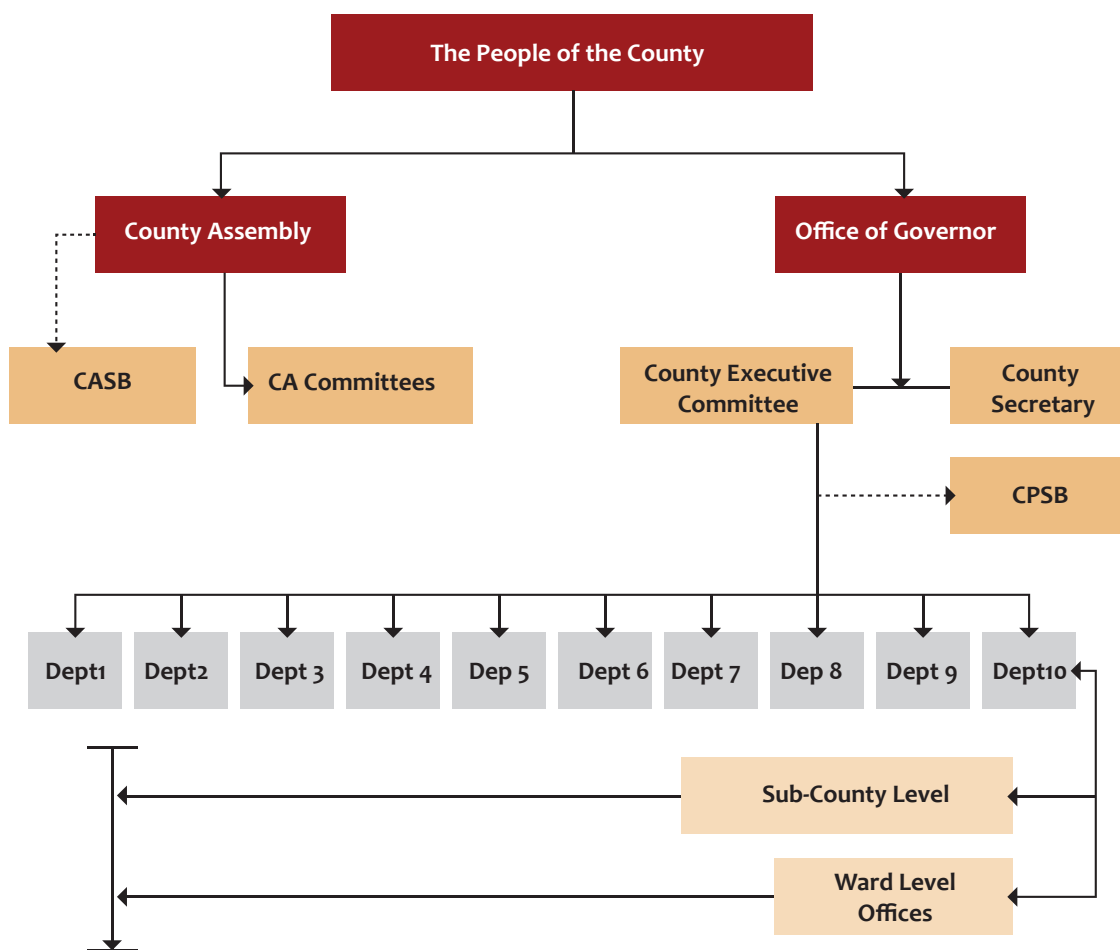 The People of the County
County Assembly
Office of Governor
CASB
CA Committees
County Executive
Committee
County
Secretary
CPSB
Dept1
Dept2
Dept 3
Dept 4
Dep 5
Dept 6
Dept 7
Dep 8
Dept 9
Dept10
Sub-County Level
Ward Level
Offices